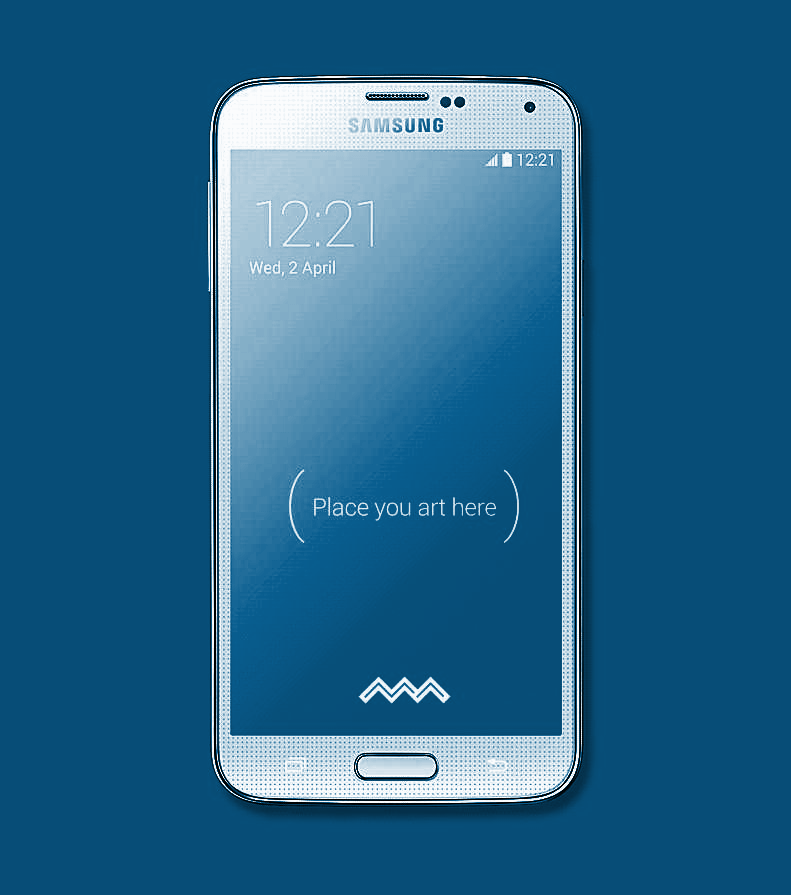 SAMSUNG
12:21
12:21
Wed, 2 April
Place you art here